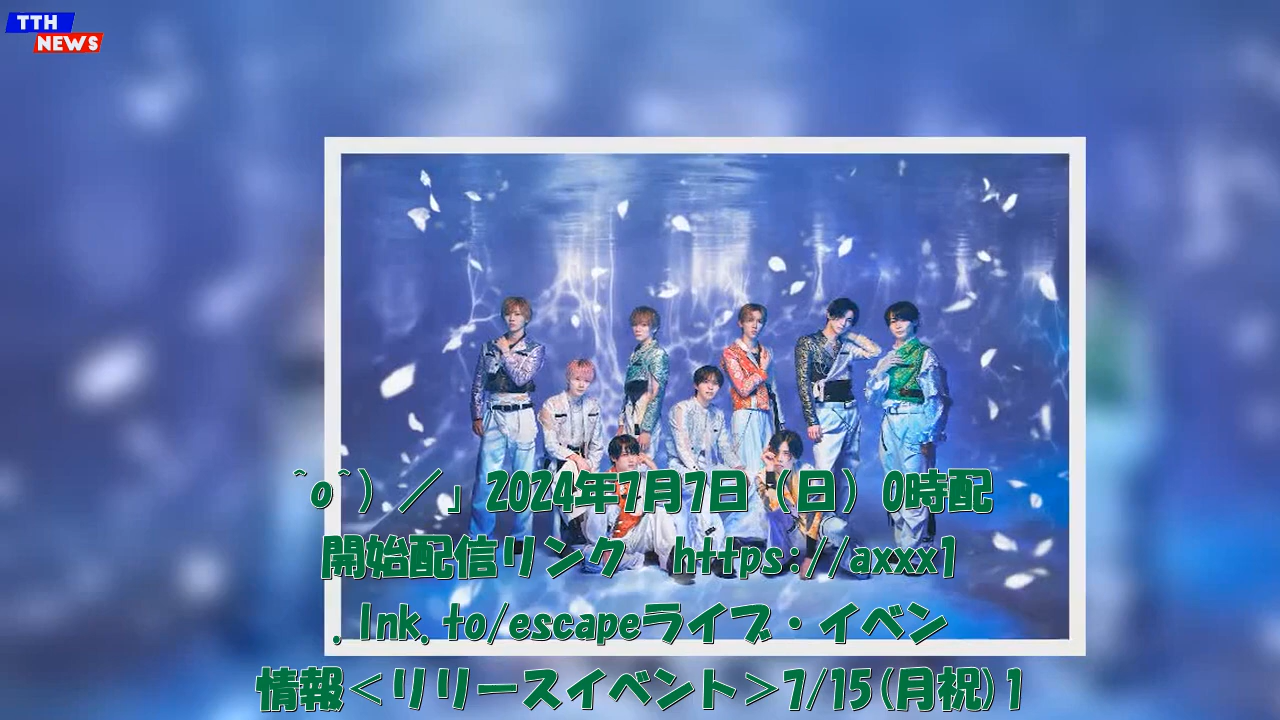 TTH
NEWS
^o^）／」2024年7月7日（日）0時配
開始配信リンク　https://axxx1
.lnk.to/escapeライブ・イベン
情報＜リリースイベント＞7/15(月祝)1